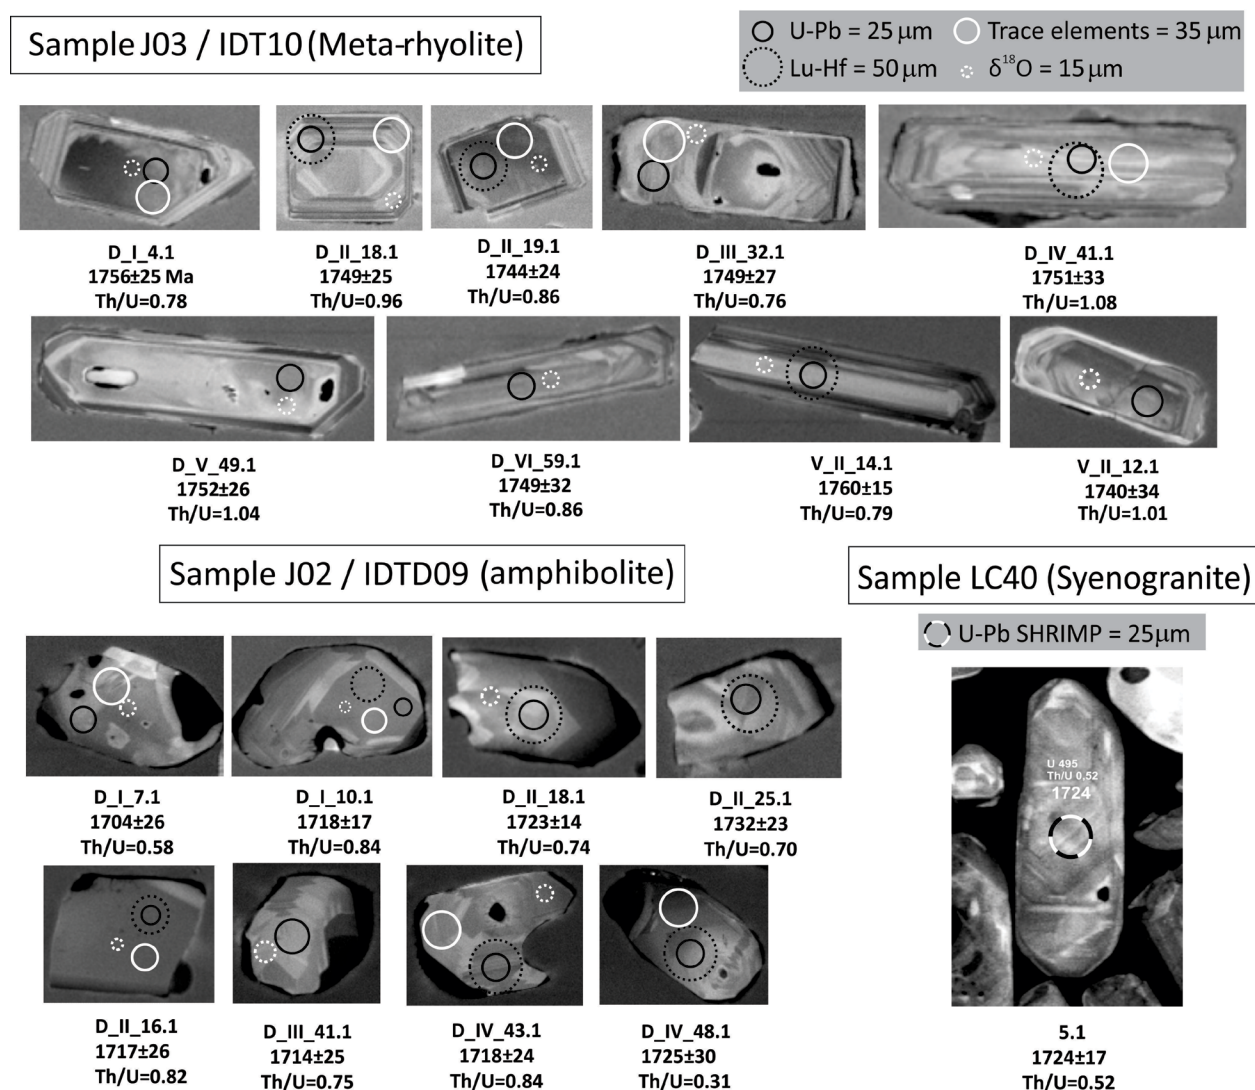 Sample J03 / IDT10 (Meta-rhyolite)
U-Pb = 25 µm
Trace elements = 35 µm
Lu-Hf = 50 µm
δ18O = 15 µm
D_I_4.1
1756±25 Ma
Th/U=0.78
D_II_18.1
1749±25
Th/U=0.96
D_II_19.1
1744±24
Th/U=0.86
D_III_32.1
1749±27
Th/U=0.76
D_IV_41.1
1751±33
Th/U=1.08
D_V_49.1
1752±26
Th/U=1.04
D_VI_59.1
1749±32
Th/U=0.86
V_II_14.1
1760±15
Th/U=0.79
V_II_12.1
1740±34
Th/U=1.01
Sample J02 / IDTD09 (amphibolite)
Sample LC40 (Syenogranite)
U-Pb SHRIMP = 25µm
D_I_7.1
1704±26
Th/U=0.58
D_I_10.1
1718±17
Th/U=0.84
D_II_18.1
1723±14
Th/U=0.74
D_II_25.1
1732±23
Th/U=0.70
U 495
Th/U 0,52
1724
D_II_16.1
1717±26
Th/U=0.82
D_III_41.1
1714±25
Th/U=0.75
D_IV_43.1
1718±24
Th/U=0.84
D_IV_48.1
1725±30
Th/U=0.31
5.1
1724±17
Th/U=0.52